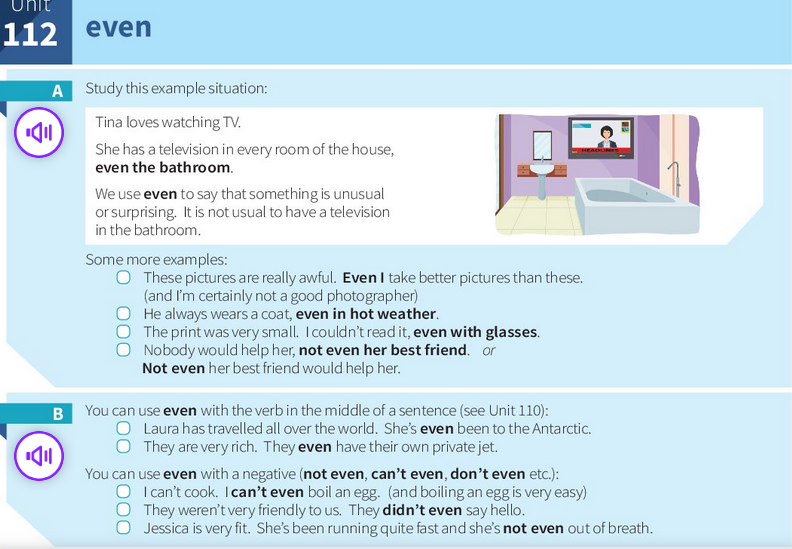 Unit
112
even
A
Study this example situation:
Tina loves watching TV.
She has a television in every room of the house,
even the bathroom.
We use even to say that something is unusual
or surprising. It is not usual to have a television
in the bathroom.
HEADLINES
Some more examples:
These pictures are really awful. Even I take better pictures than these.
(and I'm certainly not a good photographer)
He always wears a coat, even in hot weather.
The print was very small. I couldn't read it, even with glasses.
Nobody would help her, not even her best friend. or
Not even her best friend would help her.
B
You can use even with the verb in the middle of a sentence (see Unit 110):
Laura has travelled all over the world. She's even been to the Antarctic.
They are very rich. They even have their own private jet.
You can use even with a negative (not even, can't even, don't even etc.):
I can't cook. I can't even boil an egg. (and boiling an egg is very easy)
They weren't very friendly to us. They didn't even say hello.
Jessica is very fit. She's been running quite fast and she's not even out of breath.